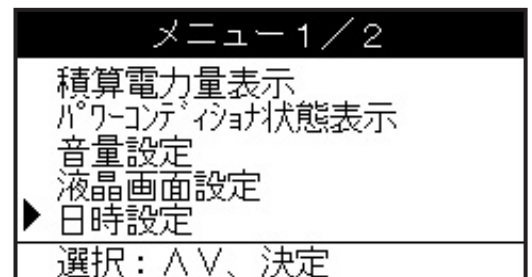 メニュー1／2
積算電力量表示
ﾊﾟﾜｰｺﾝﾃﾞｨｼｮﾅ状態表示
音量設定
液晶画面設定
▶日時設定
選択：∧∨、決定